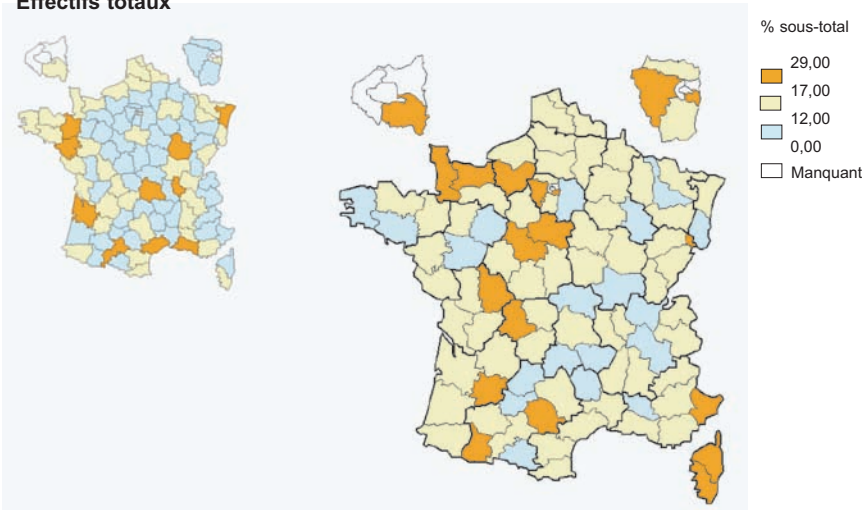 Effectifs totaux
% sous-total
29,00
17,00
12,00
0,00
Manquant